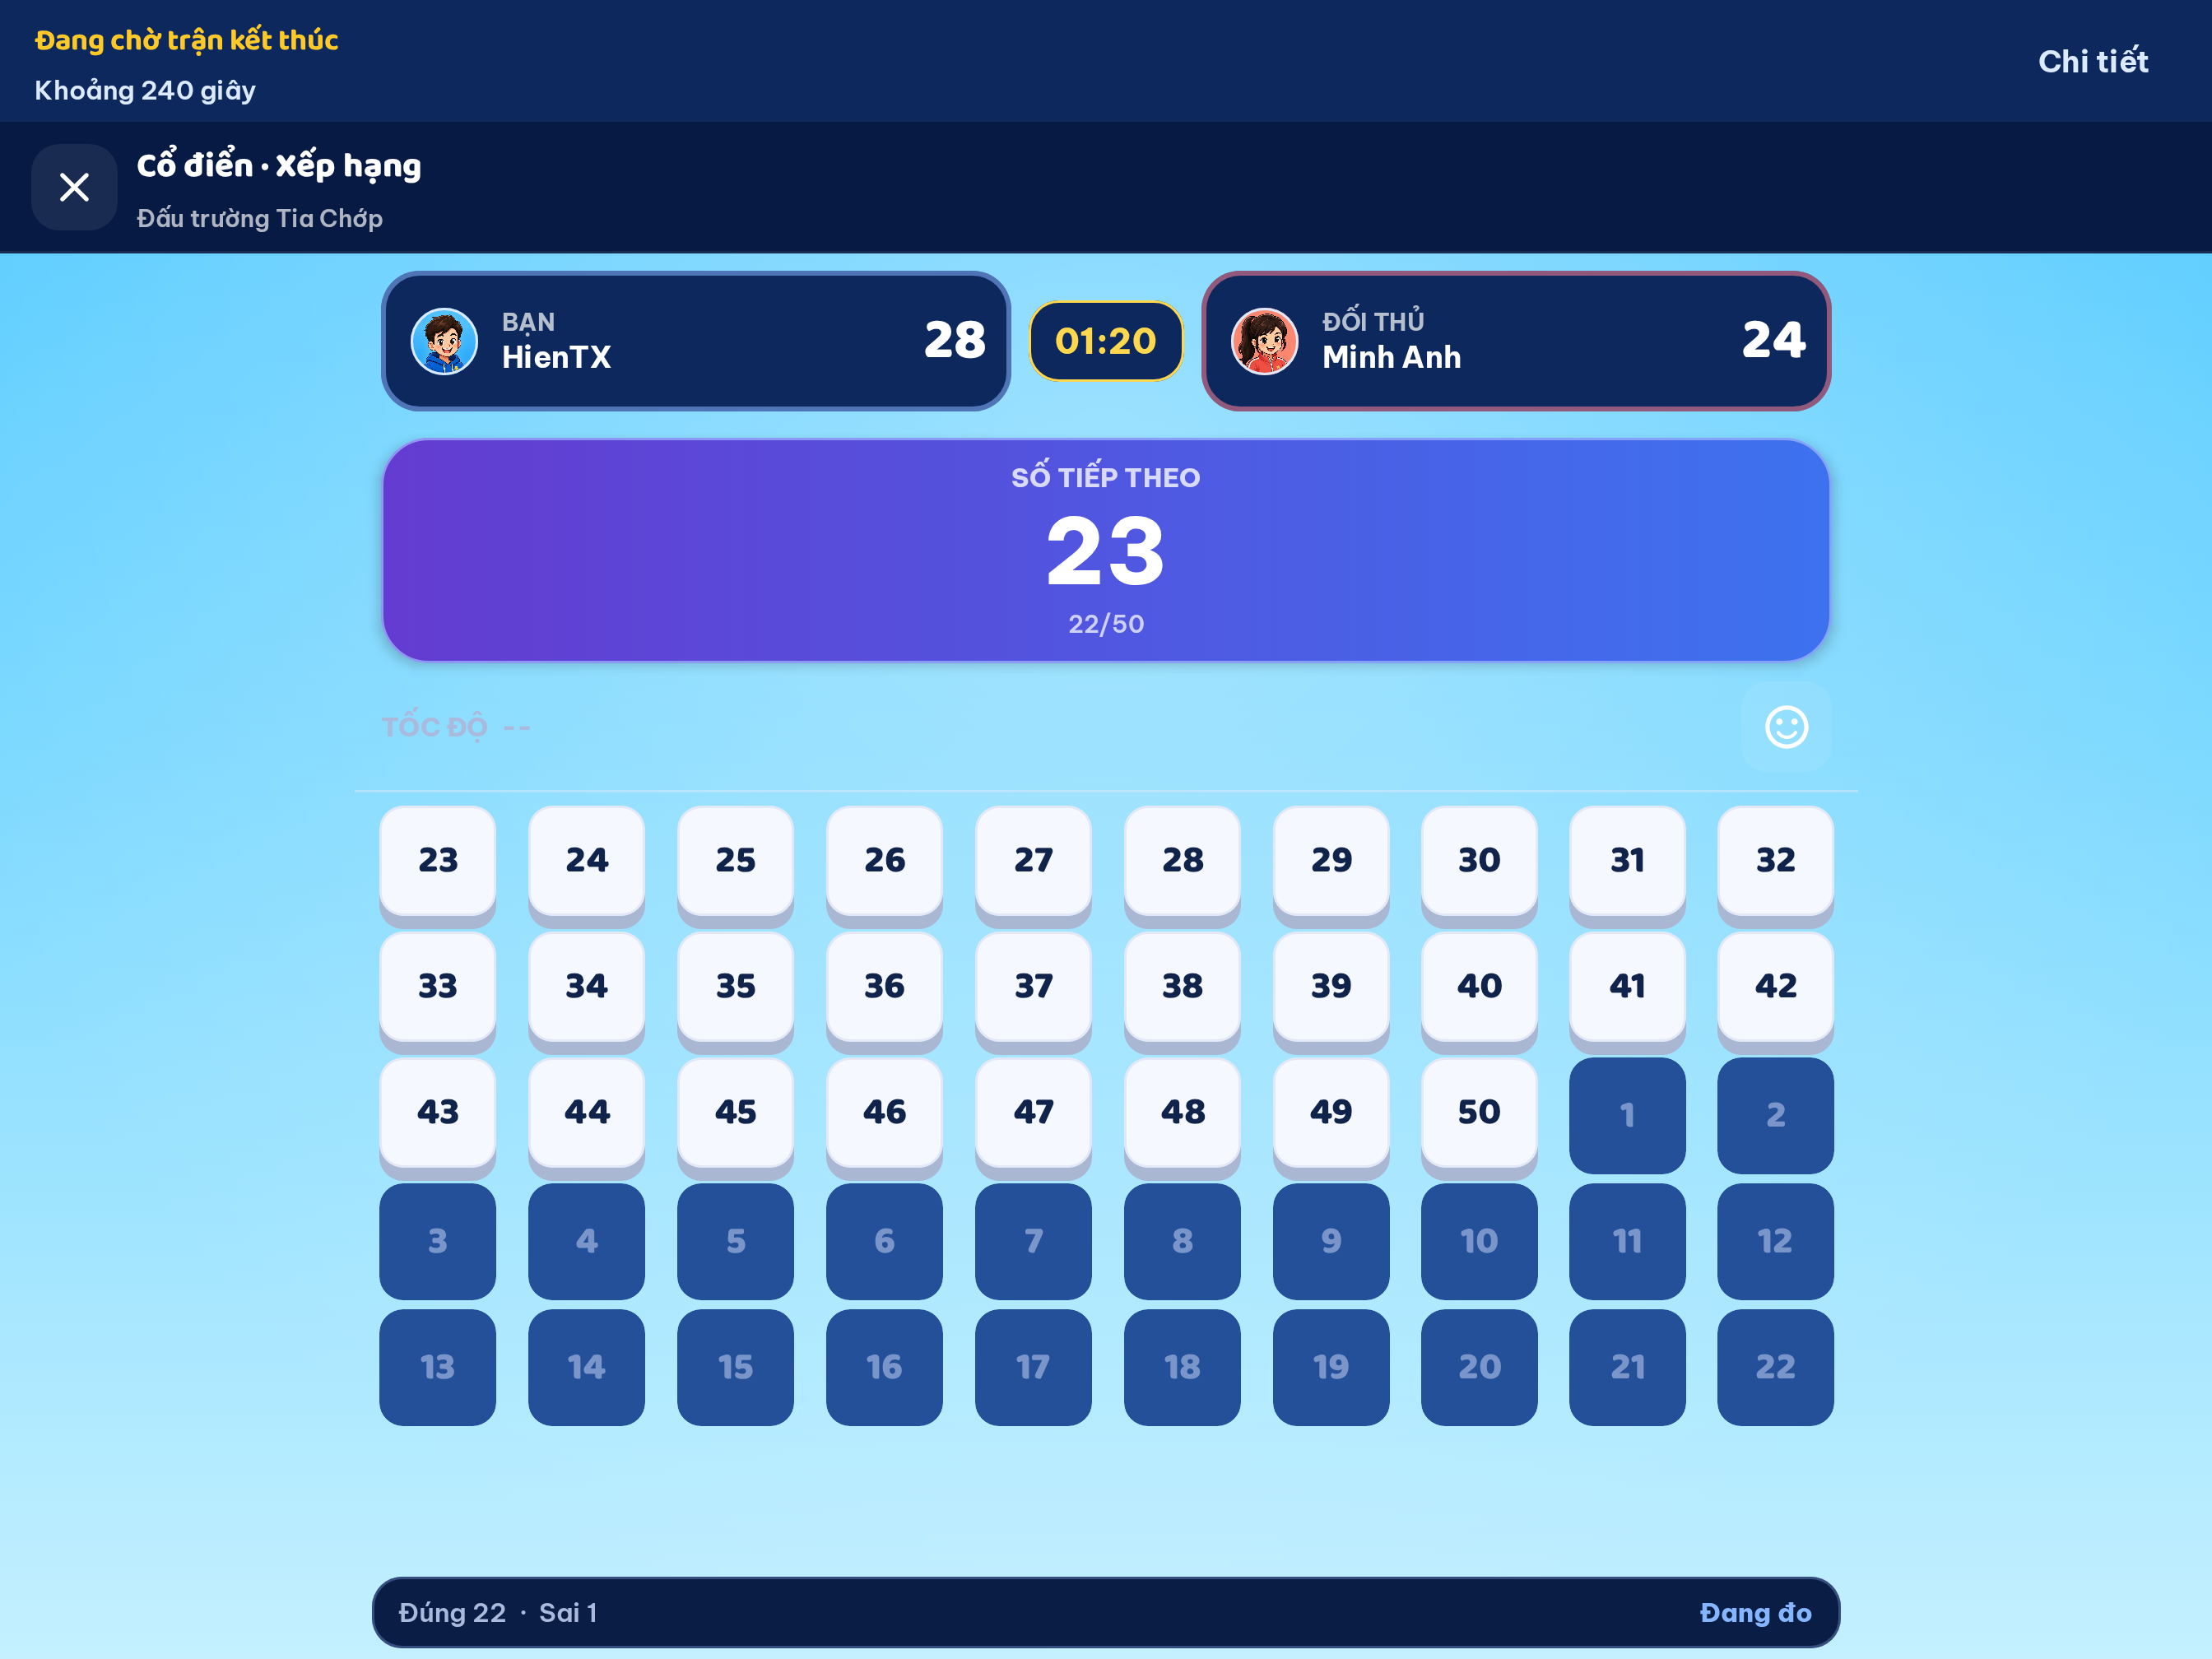 Đang chờ trận kết thúc
Khoảng 240 giây
Chi tiết
Cổ điển · Xếp hạng
Đấu trường Tia Chớp
BẠN
HienTX
28
01:20
ĐỐI THỦ
Minh Anh
24
SỐ TIẾP THEO
23
22/50
TỐC ĐỘ --
23 24 25 26 27 28 29 30 31 32
33 34 35 36 37 38 39 40 41 42
43 44 45 46 47 48 49 50 1 2
3 4 5 6 7 8 9 10 11 12
13 14 15 16 17 18 19 20 21 22
Đúng 22 · Sai 1
Đang đo